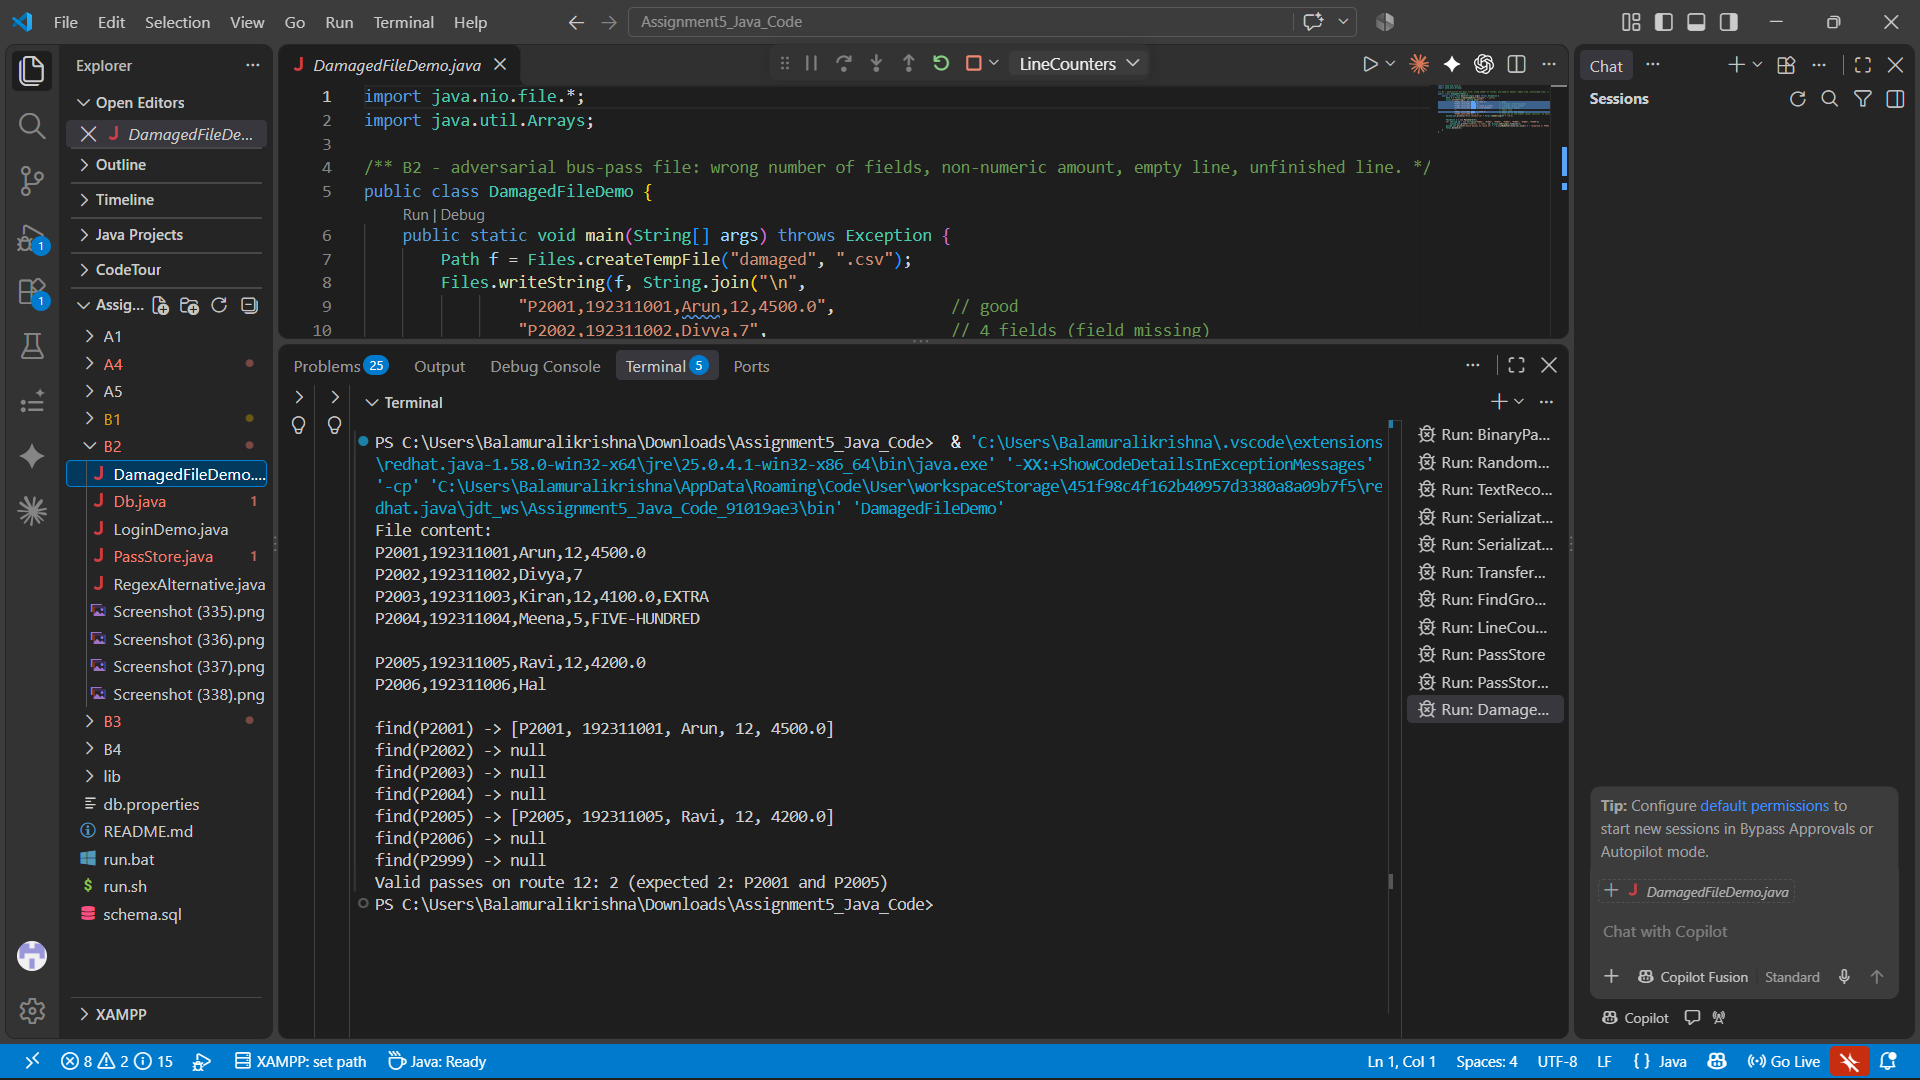 File Edit Selection View Go Run Terminal Help
Assignment5_Java_Code
Explorer
Open Editors
DamagedFileDe...
Outline
Timeline
Java Projects
CodeTour
Assig...
A1
A4
A5
B1
B2
DamagedFileDemo....
Db.java 1
LoginDemo.java
PassStore.java 1
RegexAlternative.java
Screenshot (335).png
Screenshot (336).png
Screenshot (337).png
Screenshot (338).png
B3
B4
lib
db.properties
README.md
run.bat
run.sh
schema.sql
XAMPP
1
1
DamagedFileDemo.java
LineCounters
1 import java.nio.file.*;
2 import java.util.Arrays;
3
4 /** B2 - adversarial bus-pass file: wrong number of fields, non-numeric amount, empty line, unfinished line. */
5 public class DamagedFileDemo {
Run | Debug
6 public static void main(String[] args) throws Exception {
7 Path f = Files.createTempFile("damaged", ".csv");
8 Files.writeString(f, String.join("\n",
9 "P2001,192311001,Arun,12,4500.0", // good
10 "P2002,192311002,Divya,7", // 4 fields (field missing)
Problems 25 Output Debug Console Terminal 5 Ports
Terminal
PS C:\Users\Balamuralikrishna\Downloads\Assignment5_Java_Code> & 'C:\Users\Balamuralikrishna\.vscode\extensions
\redhat.java-1.58.0-win32-x64\jre\25.0.4.1-win32-x86_64\bin\java.exe' '-XX:+ShowCodeDetailsInExceptionMessages'
'-cp' 'C:\Users\Balamuralikrishna\AppData\Roaming\Code\User\workspaceStorage\451f98c4f162b40957d3380a8a09b7f5\re
dhat.java\jdt_ws\Assignment5_Java_Code_91019ae3\bin' 'DamagedFileDemo'
File content:
P2001,192311001,Arun,12,4500.0
P2002,192311002,Divya,7
P2003,192311003,Kiran,12,4100.0,EXTRA
P2004,192311004,Meena,5,FIVE-HUNDRED
P2005,192311005,Ravi,12,4200.0
P2006,192311006,Hal
find(P2001) -> [P2001, 192311001, Arun, 12, 4500.0]
find(P2002) -> null
find(P2003) -> null
find(P2004) -> null
find(P2005) -> [P2005, 192311005, Ravi, 12, 4200.0]
find(P2006) -> null
find(P2999) -> null
Valid passes on route 12: 2 (expected 2: P2001 and P2005)
PS C:\Users\Balamuralikrishna\Downloads\Assignment5_Java_Code>
Run: BinaryPa...
Run: Random...
Run: TextReco...
Run: Serializat...
Run: Serializat...
Run: Transfer...
Run: FindGro...
Run: LineCou...
Run: PassStore
Run: PassStor...
Run: Damage...
Chat
Sessions
Tip: Configure default permissions to
start new sessions in Bypass Approvals or
Autopilot mode.
DamagedFileDemo.java
Chat with Copilot
Copilot Fusion Standard
Copilot
8 2 15 XAMPP: set path Java: Ready
Ln 1, Col 1 Spaces: 4 UTF-8 LF {} Java Go Live